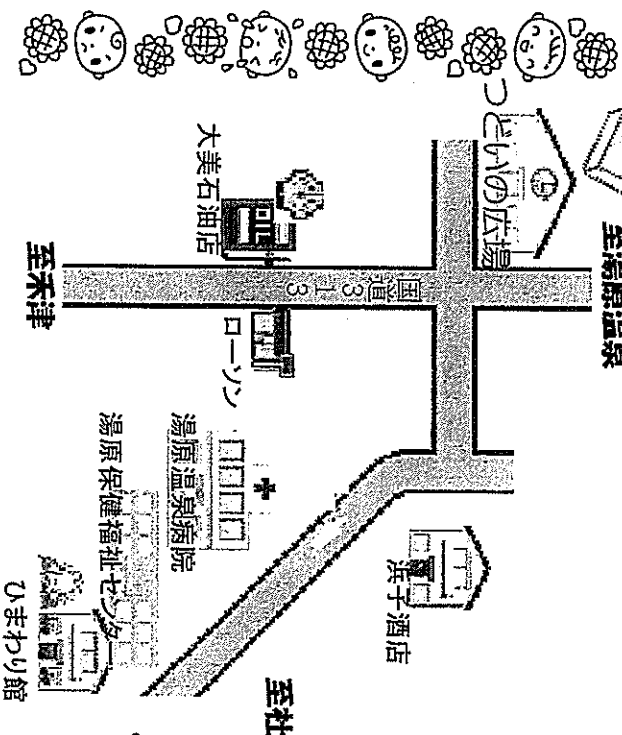 つどいの広場
至湯原温泉
大美石油店
国道313
至禾津
ローソン
湯原温泉病院
湯原保健福祉センター
ひまわり館
浜子酒店
至社